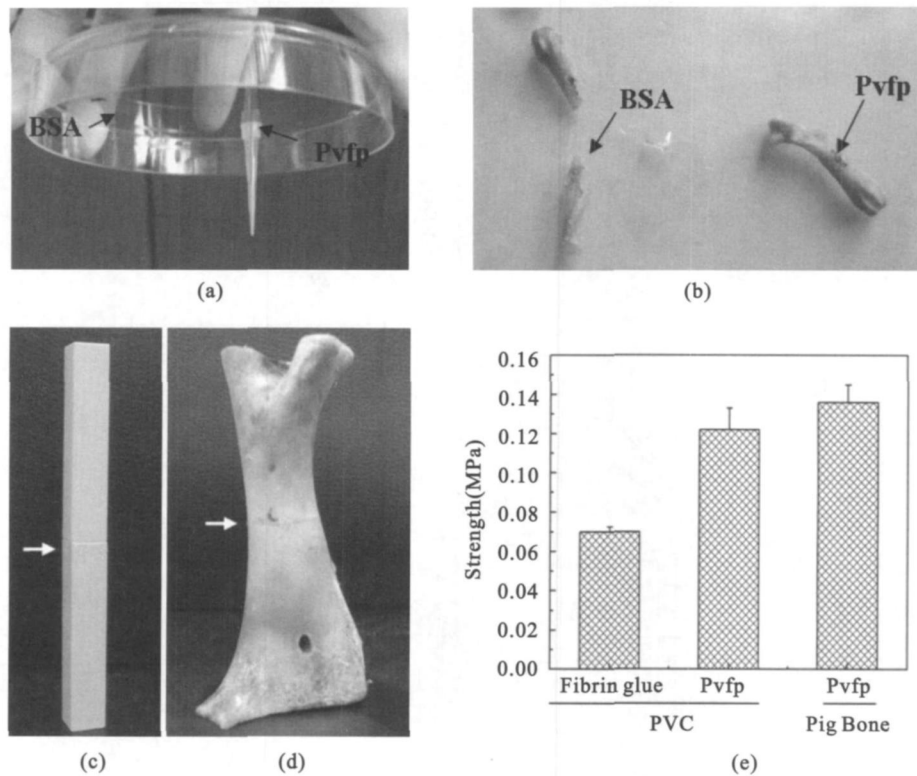 BSA
Pvfp
(a)
BSA
Pvfp
(b)
(c)
(d)
Strength(MPa)
0.16
0.14
0.12
0.10
0.08
0.06
0.04
0.02
0.00
Fibrin glue Pvfp Pvfp
PVC Pig Bone
(e)